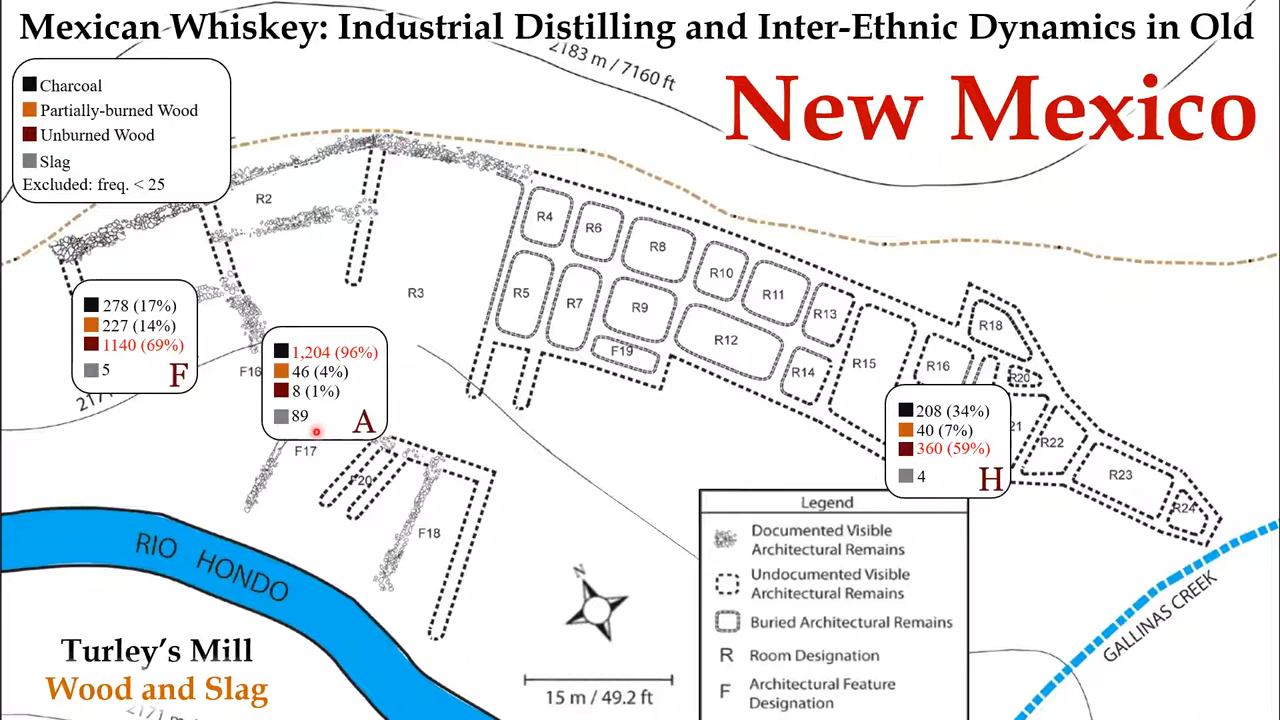 Mexican Whiskey: Industrial Distilling and Inter-Ethnic Dynamics in Old
New Mexico
2183 m / 7160 ft
Charcoal
Partially-burned Wood
Unburned Wood
Slag
Excluded: freq. < 25
R2
R3
R4
R6
R8
R10
R11
R13
R5
R7
R9
R12
R14
F19
R15
R16
R18
R20
21
R22
R23
R24
278 (17%)
227 (14%)
1140 (69%)
5
F
F16
1,204 (96%)
46 (4%)
8 (1%)
89
A
208 (34%)
40 (7%)
360 (59%)
4
H
F17
F20
F18
RIO HONDO
GALLINAS CREEK
N
15 m / 49.2 ft
Turley's Mill
Wood and Slag
2171 m
Legend
Documented Visible
Architectural Remains
Undocumented Visible
Architectural Remains
Buried Architectural Remains
R Room Designation
F Architectural Feature
Designation